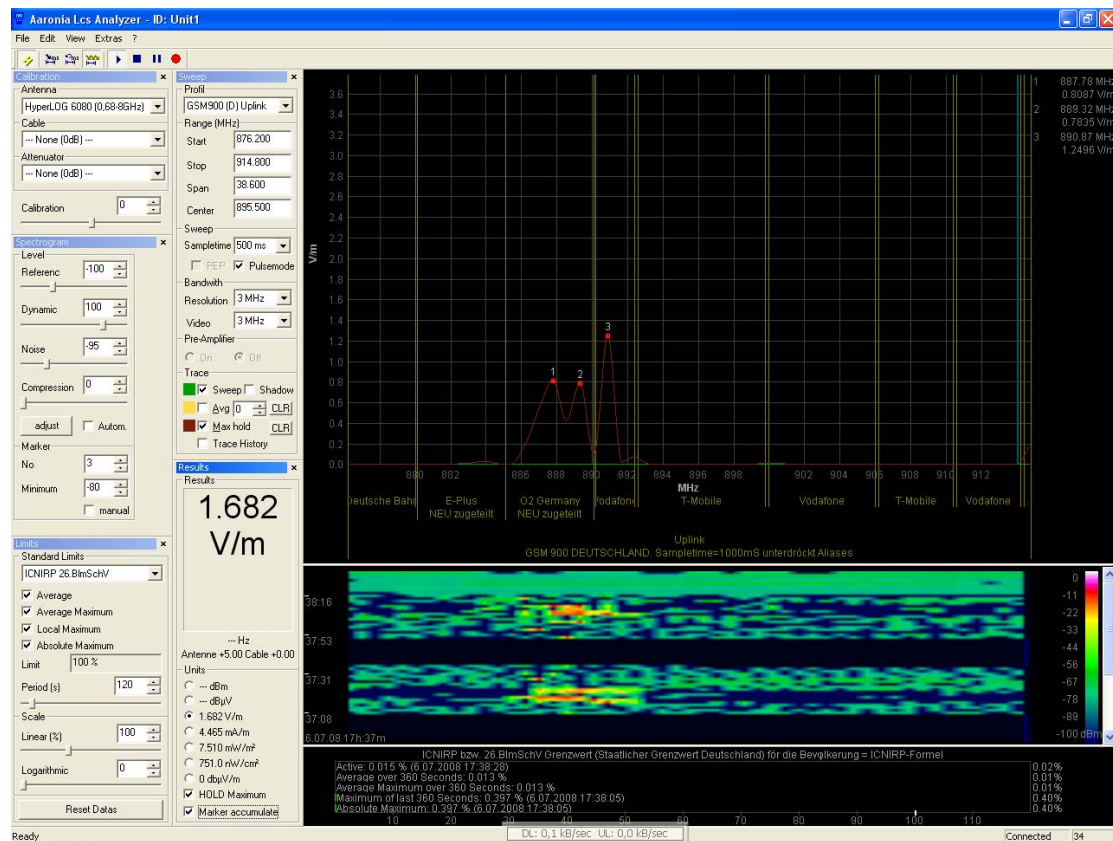 Aaronia Lcs Analyzer - ID: Unit1
File Edit View Extras ?
Calibration
Antenna
HyperLOG 6080 (0,68-8GHz)
Cable
--- None (0dB) ---
Attenuator
--- None (0dB) ---
Calibration 0
Spectrogram
Level
Referenc -100
Dynamic 100
Noise -95
Compression 0
adjust Autom.
Marker
No 3
Minimum -80
manual
Limits
Standard Limits
ICNIRP 26.BImSchV
Average
Average Maximum
Local Maximum
Absolute Maximum
Limit 100 %
Period (s) 120
Scale
Linear (%) 100
Logarithmic 0
Reset Datas
Sweep
Profil
GSM900 (D) Uplink
Range (MHz)
Start 876.200
Stop 914.800
Span 38.600
Center 895.500
Sweep
Sampletime 500 ms
PEP Pulsemode
Bandwith
Resolution 3 MHz
Video 3 MHz
Pre-Amplifier
On Off
Trace
Sweep Shadow
Avg 0 CLR
Max hold CLR
Trace History
Results
Results
1.682
V/m
--- Hz
Antenne +5.00 Cable +0.00
Units
--- dBm
--- dBµV
1.682 V/m
4.465 mA/m
7.510 mW/m²
751.0 nW/cm²
0 dbµV/m
HOLD Maximum
Marker accumulate
1 887.78 MHz
0.8087 V/m
2 889.32 MHz
0.7835 V/m
3 890.87 MHz
1.2496 V/m
3.6
3.4
3.2
3.0
2.8
2.6
2.4
2.2
2.0
V/m
1.8
1.6
1.4
1.2
1.0
0.8
0.6
0.4
0.2
0.0
1 2 3
880 882 886 888 890 892 894 896 898 902 904 906 908 910 912
MHz
Deutsche Bahn E-Plus O2 Germany Vodafone T-Mobile Vodafone T-Mobile Vodafone
NEU zugeteilt NEU zugeteilt
Uplink
GSM 900 DEUTSCHLAND. Sampletime=1000mS unterdröckt Aliases
38:16
37:53
37:31
37:08
6.07.08 17h:37m
0
-11
-22
-33
-44
-56
-67
-78
-89
-100 dBm
ICNIRP bzw. 26.BImSchV Grenzwert (Staatlicher Grenzwert Deutschland) för die Bevölkerung = ICNIRP-Formel
Active: 0.015 % (6.07.2008 17:38:28) 0.02%
Average over 360 Seconds: 0.013 % 0.01%
Average Maximum over 360 Seconds: 0.013 % 0.01%
Maximum of last 360 Seconds: 0.397 % (6.07.2008 17:38:05) 0.40%
Absolute Maximum: 0.397 % (6.07.2008 17:38:05) 0.40%
10 20 30 40 50 60 70 80 90 100 110
DL: 0,1 kB/sec UL: 0,0 kB/sec
Ready Connected 34